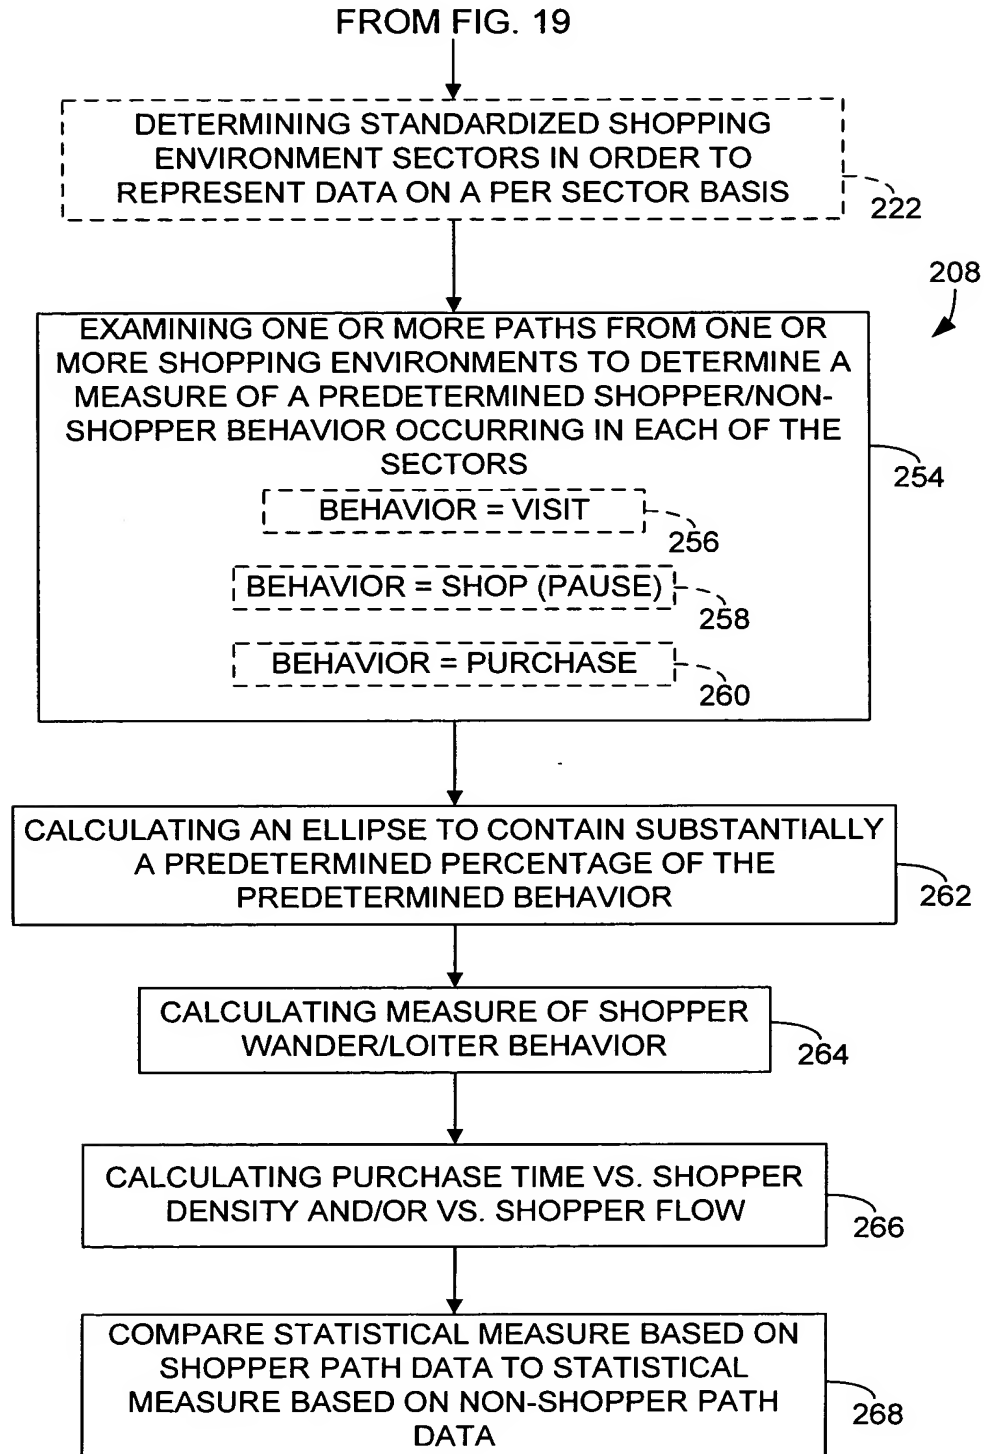 FROM FIG. 19
DETERMINING STANDARDIZED SHOPPING
ENVIRONMENT SECTORS IN ORDER TO
REPRESENT DATA ON A PER SECTOR BASIS
222
208
EXAMINING ONE OR MORE PATHS FROM ONE OR
MORE SHOPPING ENVIRONMENTS TO DETERMINE A
MEASURE OF A PREDETERMINED SHOPPER/NON-
SHOPPER BEHAVIOR OCCURRING IN EACH OF THE
SECTORS
254
BEHAVIOR = VISIT
256
BEHAVIOR = SHOP (PAUSE)
258
BEHAVIOR = PURCHASE
260
CALCULATING AN ELLIPSE TO CONTAIN SUBSTANTIALLY
A PREDETERMINED PERCENTAGE OF THE
PREDETERMINED BEHAVIOR
262
CALCULATING MEASURE OF SHOPPER
WANDER/LOITER BEHAVIOR
264
CALCULATING PURCHASE TIME VS. SHOPPER
DENSITY AND/OR VS. SHOPPER FLOW
266
COMPARE STATISTICAL MEASURE BASED ON
SHOPPER PATH DATA TO STATISTICAL
MEASURE BASED ON NON-SHOPPER PATH
DATA
268